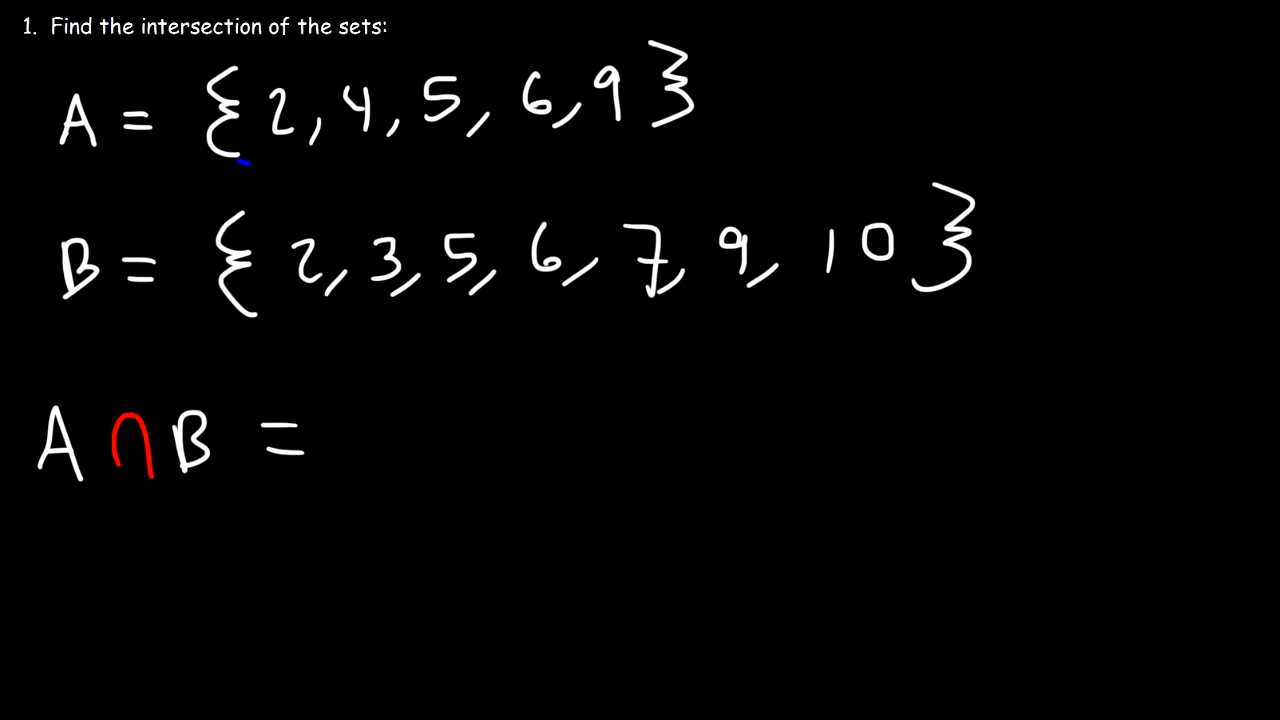 1. Find the intersection of the sets:
A = {2, 4, 5, 6, 9}
B = {2, 3, 5, 6, 7, 9, 10}
A ∩ B =